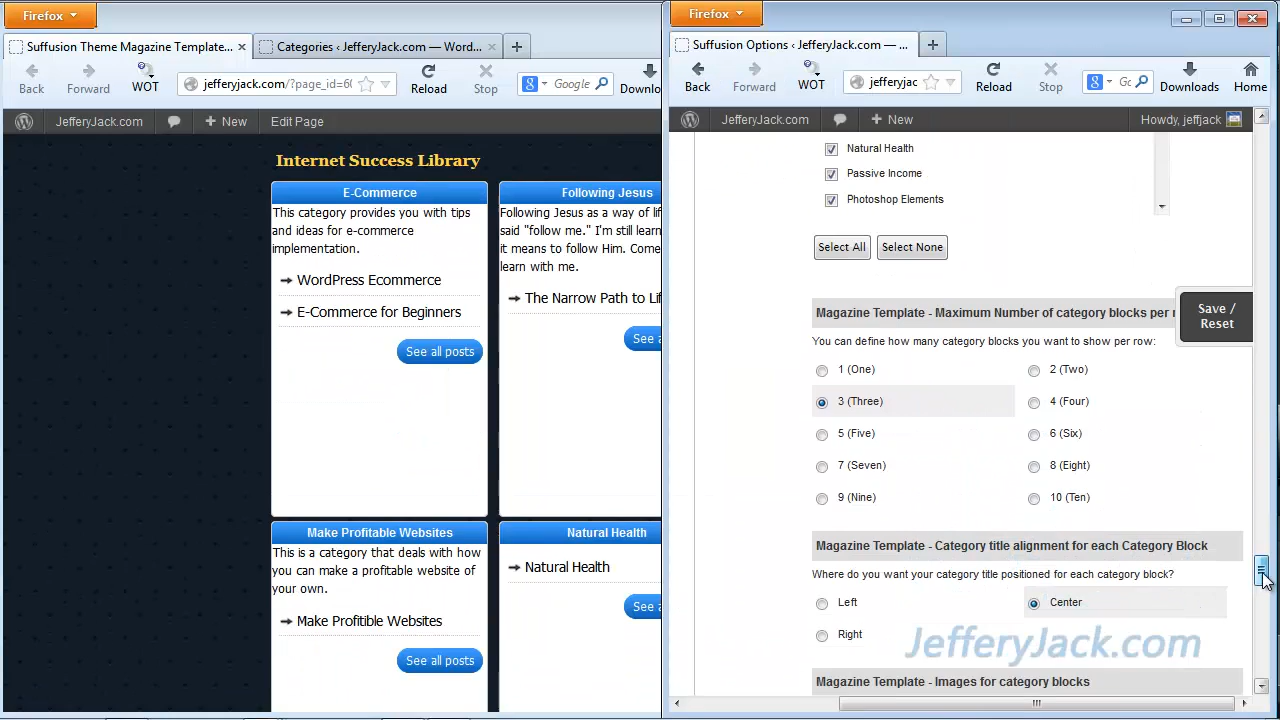 Firefox
Suffusion Theme Magazine Template...
Categories ‹ JefferyJack.com — Word...
Back
Forward
WOT
jefferyjack.com/?page_id=6
Reload
Stop
Google
Downlo
JefferyJack.com
New
Edit Page
Internet Success Library
E-Commerce
This category provides you with tips
and ideas for e-commerce
implementation.
WordPress Ecommerce
E-Commerce for Beginners
See all posts
Following Jesus
Following Jesus as a way of lif
said "follow me." I'm still learn
it means to follow Him. Come
learn with me.
The Narrow Path to Lif
See a
Make Profitable Websites
This is a category that deals with how
you can make a profitable website of
your own.
Make Profitible Websites
See all posts
Natural Health
Natural Health
See a
Firefox
Suffusion Options ‹ JefferyJack.com — ...
Back
Forward
WOT
jefferyjac
Reload
Stop
Go
Downloads
Home
JefferyJack.com
New
Howdy, jeffjack
Natural Health
Passive Income
Photoshop Elements
Select All
Select None
Magazine Template - Maximum Number of category blocks per r
Save /
Reset
You can define how many category blocks you want to show per row:
1 (One)
2 (Two)
3 (Three)
4 (Four)
5 (Five)
6 (Six)
7 (Seven)
8 (Eight)
9 (Nine)
10 (Ten)
Magazine Template - Category title alignment for each Category Block
Where do you want your category title positioned for each category block?
Left
Center
Right
JefferyJack.com
Magazine Template - Images for category blocks